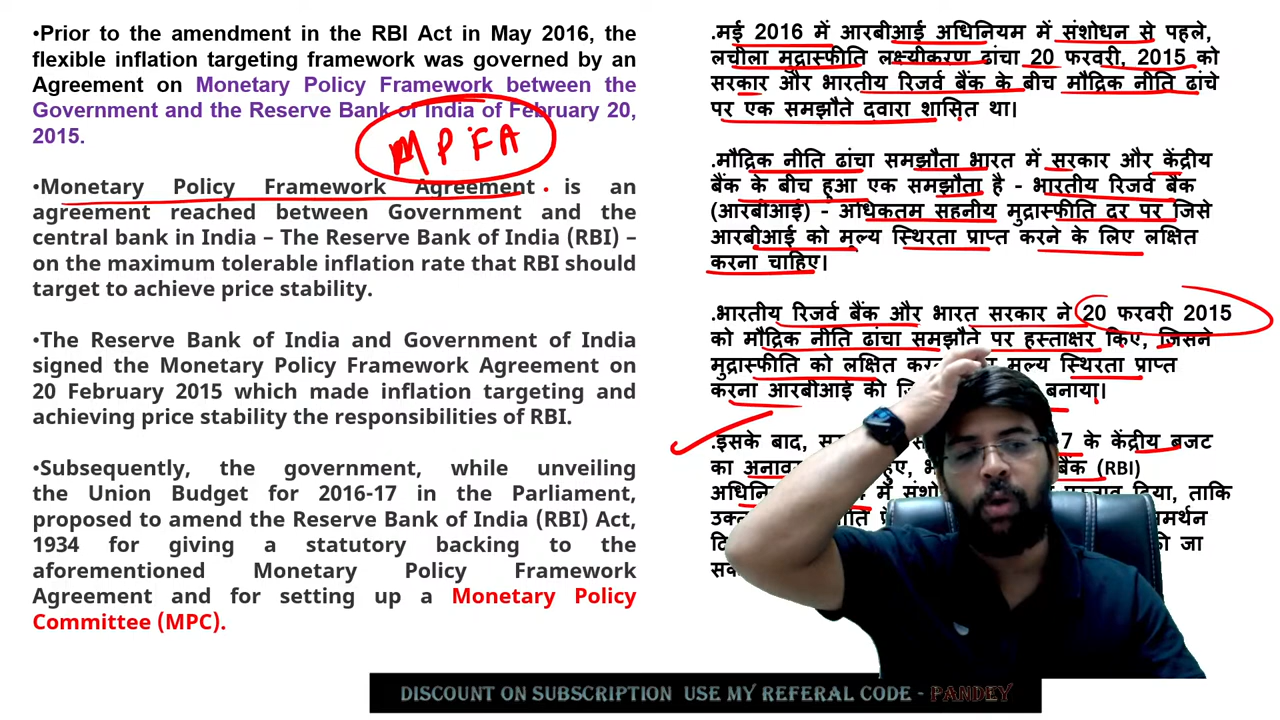 •Prior to the amendment in the RBI Act in May 2016, the
flexible inflation targeting framework was governed by an
Agreement on Monetary Policy Framework between the
Government and the Reserve Bank of India of February 20,
2015.
MPFA
•Monetary Policy Framework Agreement is an
agreement reached between Government and the
central bank in India – The Reserve Bank of India (RBI) –
on the maximum tolerable inflation rate that RBI should
target to achieve price stability.
•The Reserve Bank of India and Government of India
signed the Monetary Policy Framework Agreement on
20 February 2015 which made inflation targeting and
achieving price stability the responsibilities of RBI.
•Subsequently, the government, while unveiling
the Union Budget for 2016-17 in the Parliament,
proposed to amend the Reserve Bank of India (RBI) Act,
1934 for giving a statutory backing to the
aforementioned Monetary Policy Framework
Agreement and for setting up a Monetary Policy
Committee (MPC).
.मई 2016 में आरबीआई अधिनियम में संशोधन से पहले,
लचीला मुद्रास्फीति लक्ष्यीकरण ढांचा 20 फरवरी, 2015 को
सरकार और भारतीय रिजर्व बैंक के बीच मौद्रिक नीति ढांचे
पर एक समझौते दवारा शासित था।
.मौद्रिक नीति ढांचा समझौता भारत में सरकार और केंद्रीय
बैंक के बीच हुआ एक समझौता है - भारतीय रिजर्व बैंक
(आरबीआई) - अधिकतम सहनीय मुद्रास्फीति दर पर जिसे
आरबीआई को मूल्य स्थिरता प्राप्त करने के लिए लक्षित
करना चाहिए।
.भारतीय रिजर्व बैंक और भारत सरकार ने 20 फरवरी 2015
को मौद्रिक नीति ढांचा समझौते पर हस्ताक्षर किए, जिसने
मुद्रास्फीति को लक्षित मूल्य स्थिरता प्राप्त
करना आरबीआई की बनाया।
.इसके बाद, के केंद्रीय बजट
का बैंक (RBI)
में दिया, ताकि
समर्थन
की जा
DISCOUNT ON SUBSCRIPTION USE MY REFERAL CODE - PANDEY